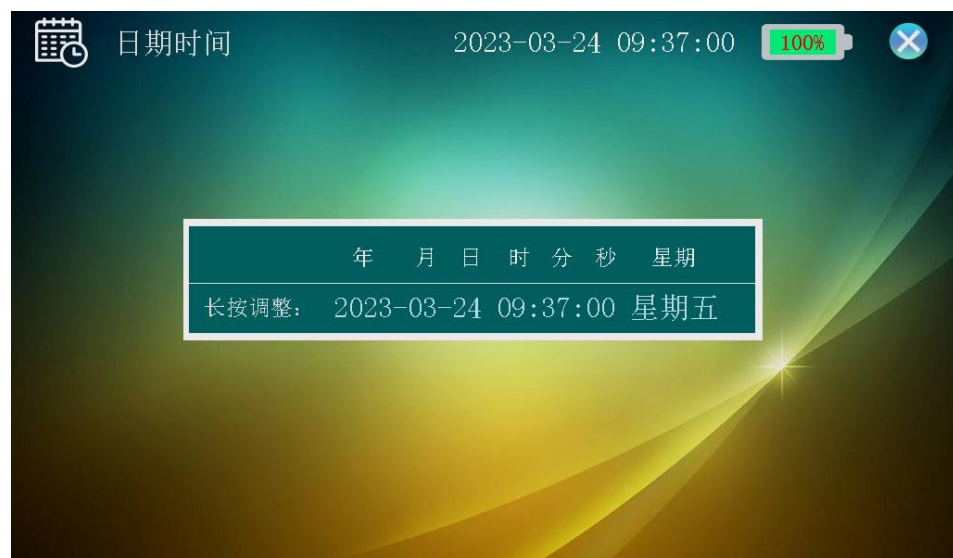 日期时间 2023-03-24 09:37:00 100%
年 月 日 时 分 秒 星期
长按调整: 2023-03-24 09:37:00 星期五